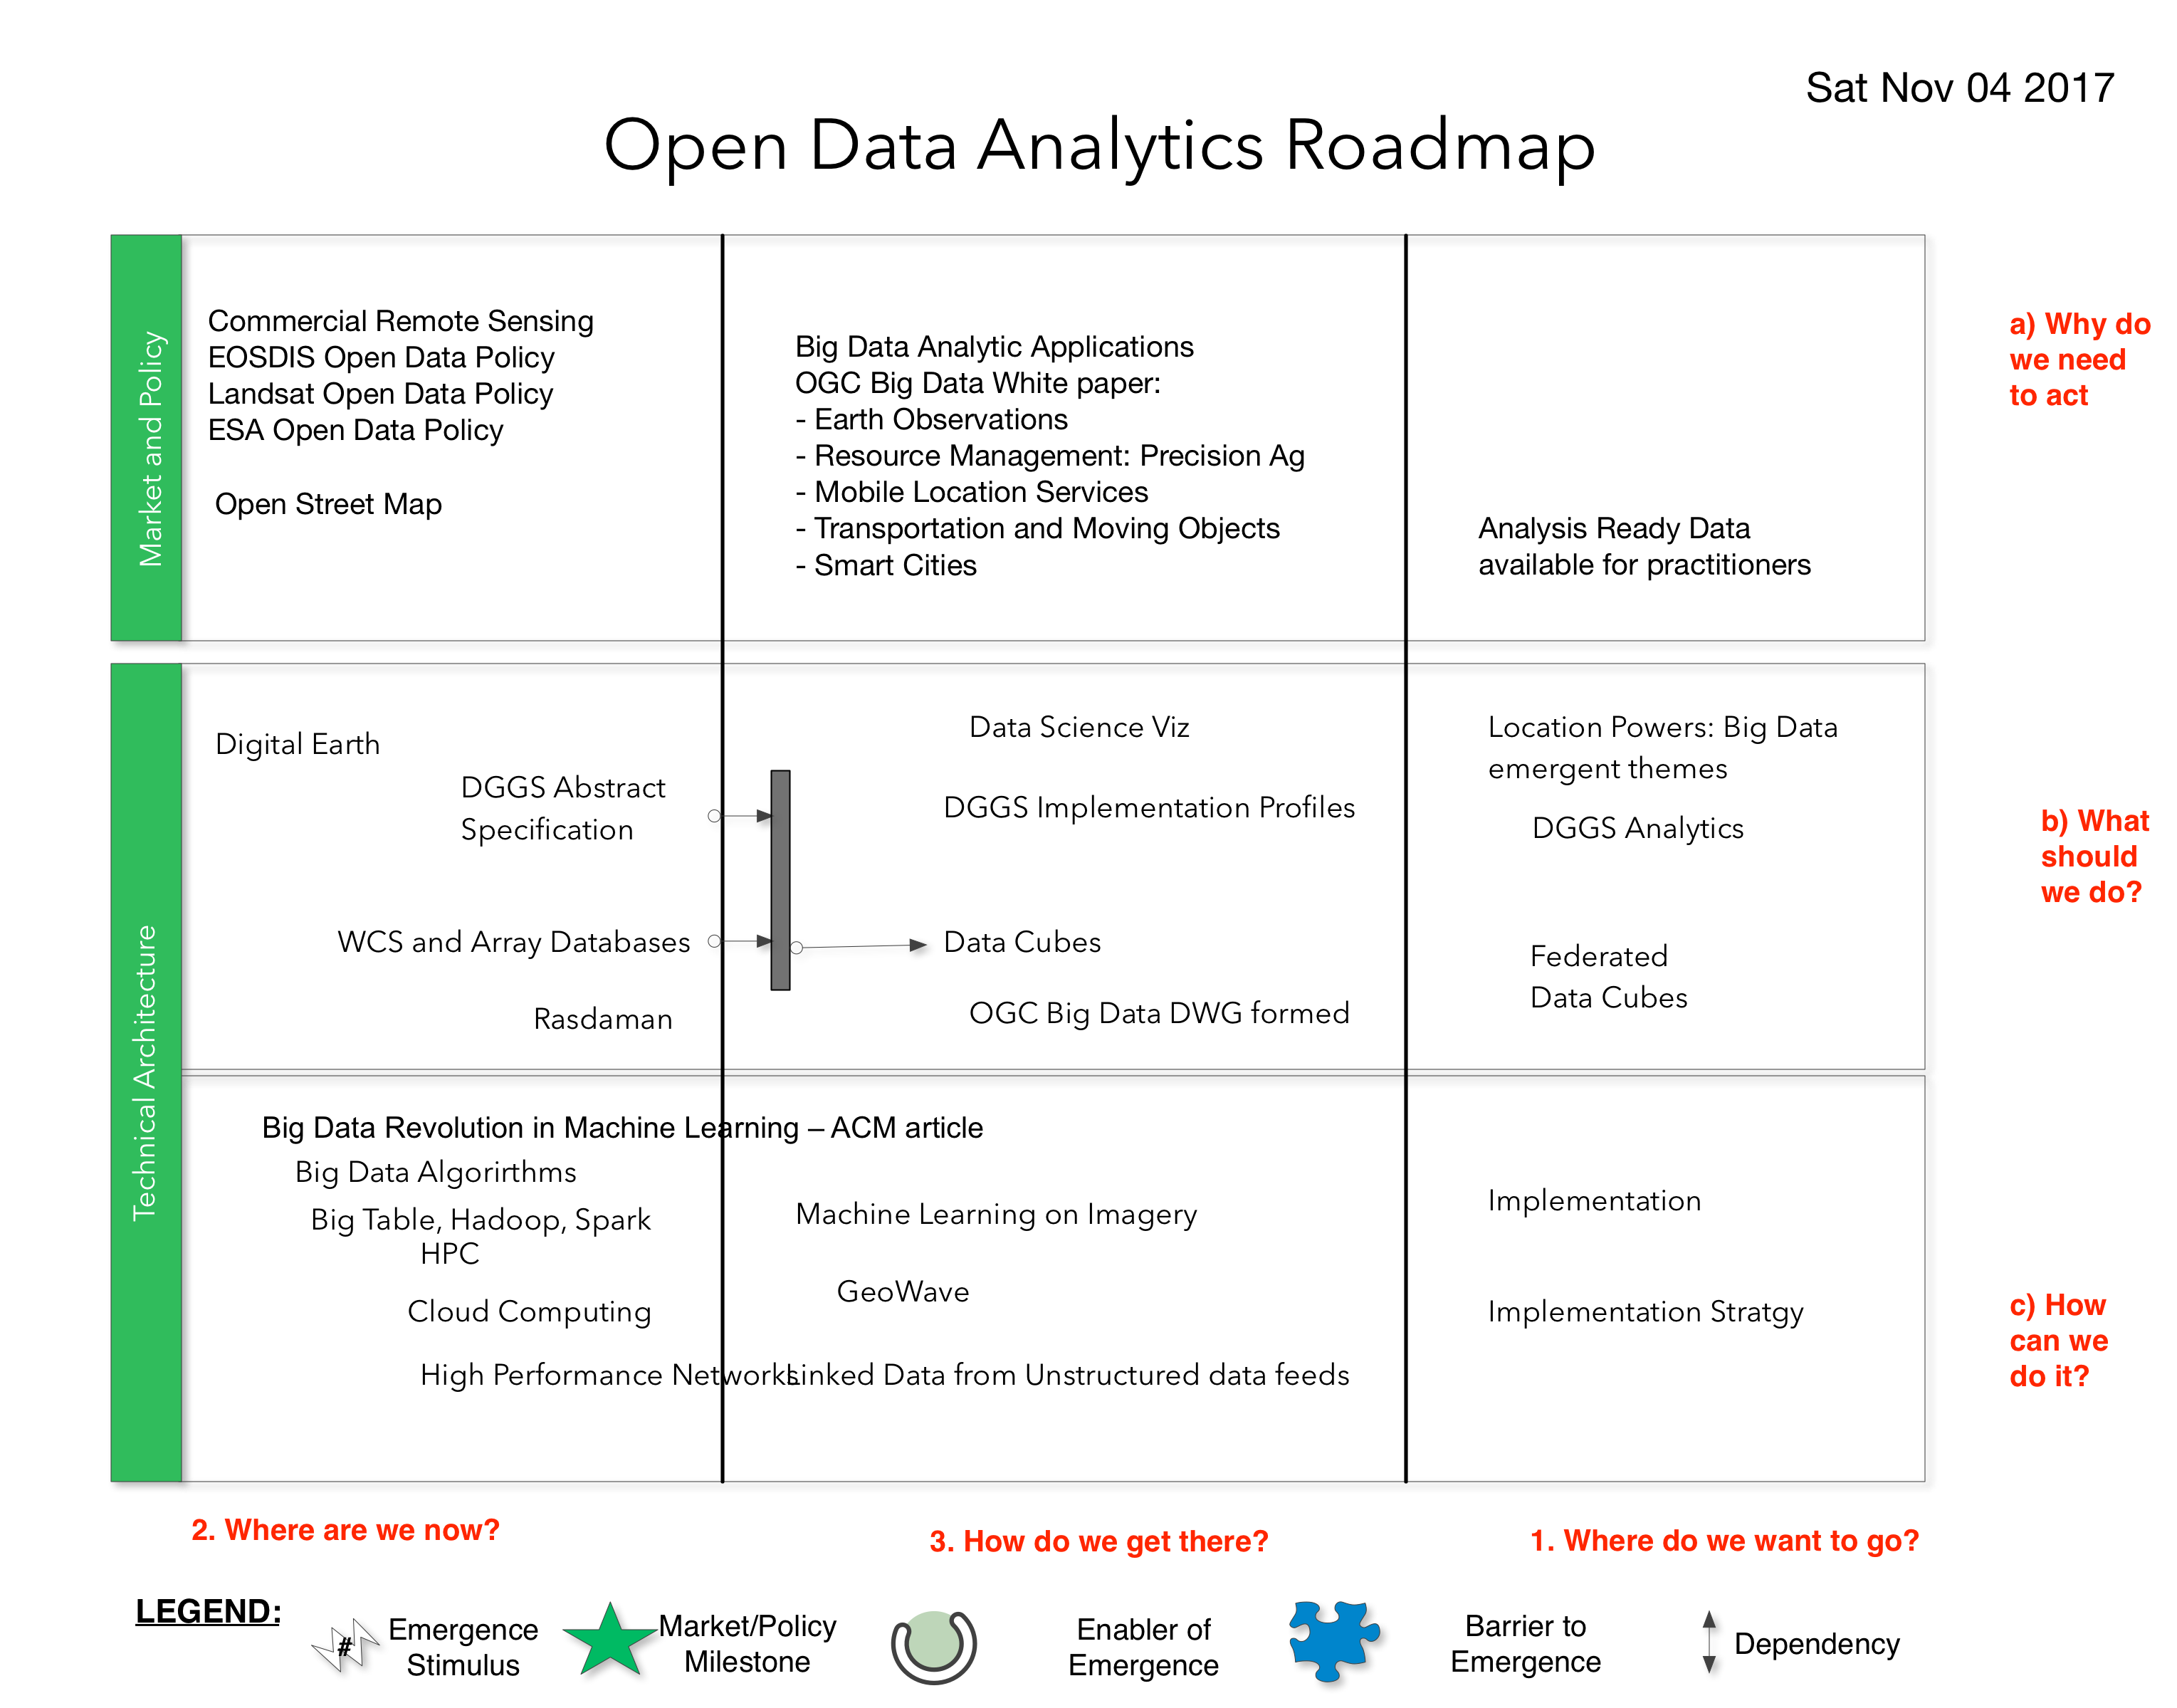 Sat Nov 04 2017
Open Data Analytics Roadmap
Market and Policy
Commercial Remote Sensing
EOSDIS Open Data Policy
Landsat Open Data Policy
ESA Open Data Policy
Open Street Map
Big Data Analytic Applications
OGC Big Data White paper:
- Earth Observations
- Resource Management: Precision Ag
- Mobile Location Services
- Transportation and Moving Objects
- Smart Cities
Analysis Ready Data
available for practitioners
a) Why do
we need
to act
Technical Architecture
Digital Earth
DGGS Abstract
Specification
WCS and Array Databases
Rasdaman
Data Science Viz
DGGS Implementation Profiles
Data Cubes
OGC Big Data DWG formed
Location Powers: Big Data
emergent themes
DGGS Analytics
Federated
Data Cubes
b) What
should
we do?
Big Data Revolution in Machine Learning – ACM article
Big Data Algorirthms
Big Table, Hadoop, Spark
HPC
Cloud Computing
High Performance Networks
Machine Learning on Imagery
GeoWave
Linked Data from Unstructured data feeds
Implementation
Implementation Stratgy
c) How
can we
do it?
2. Where are we now?
3. How do we get there?
1. Where do we want to go?
LEGEND:
#
Emergence
Stimulus
Market/Policy
Milestone
Enabler of
Emergence
Barrier to
Emergence
Dependency